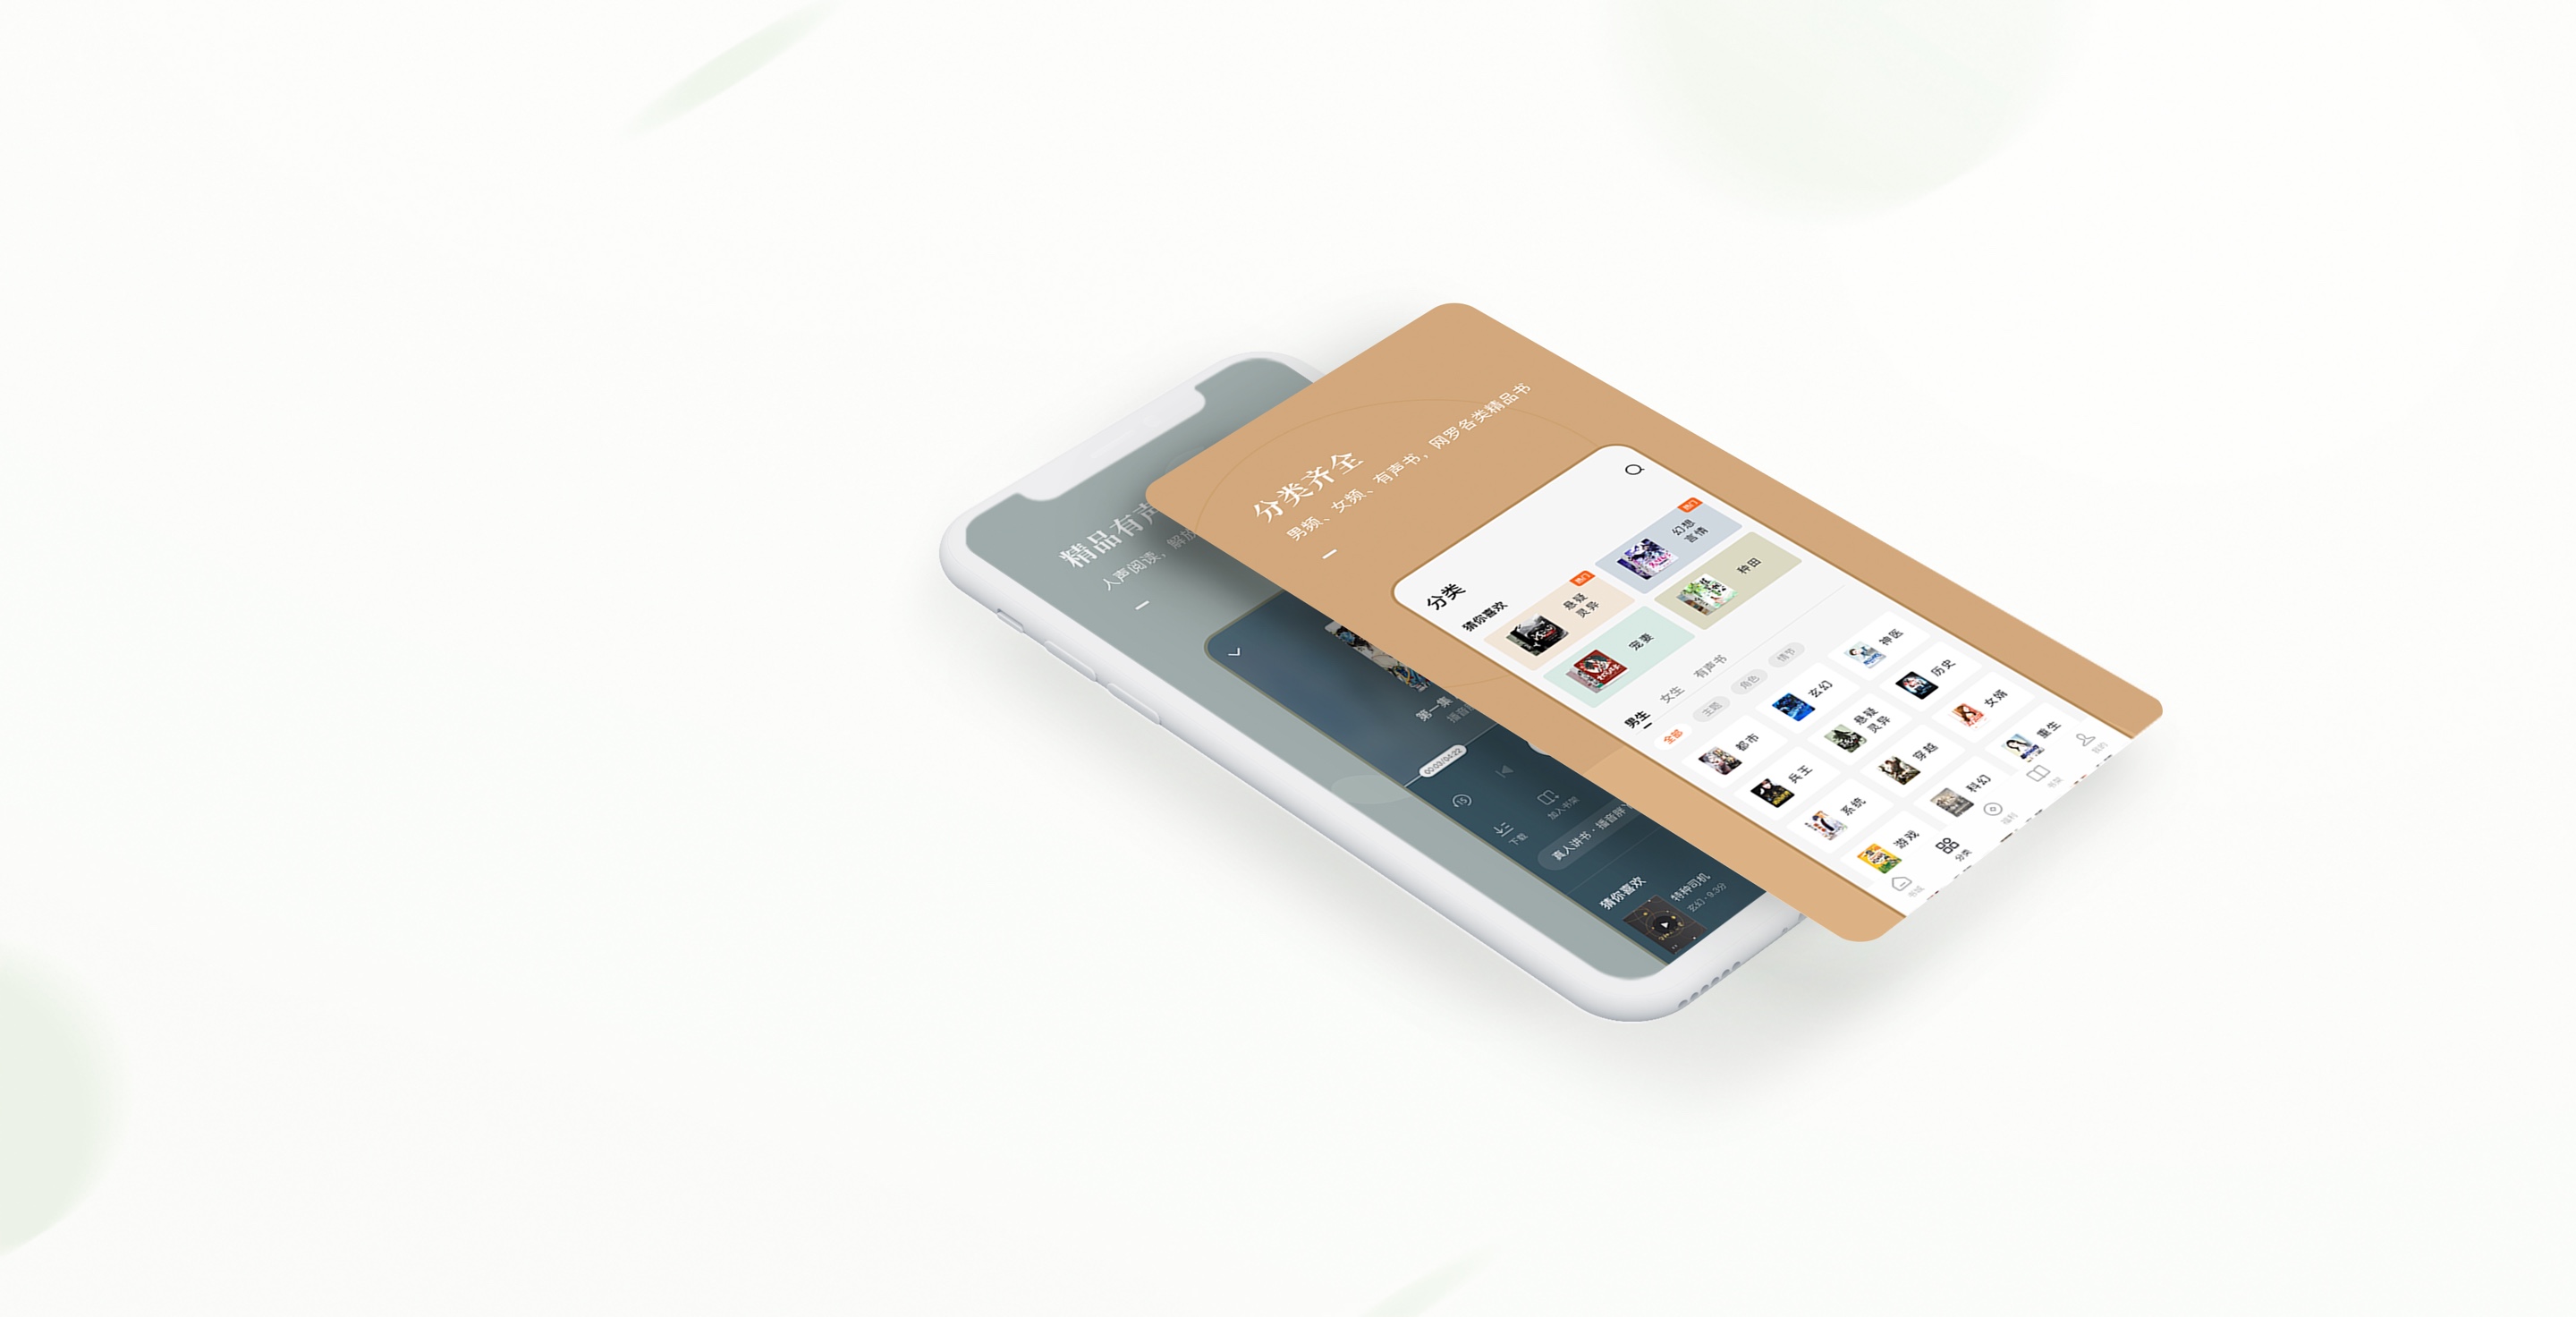 精品有声
人声阅读，解放
第一集
播音
00:03/04:22
15
下载
加入书架
真人讲书·播音
猜你喜欢
特种司机
玄幻·9.3分
分类齐全
男频、女频、有声书，网罗各类精品书
分类
猜你喜欢
悬疑
灵异
热门
幻想
言情
热门
宠妻
种田
男生 女生 有声书
全部 主题 角色 情节
都市 玄幻 神医
兵王 悬疑
灵异 历史
系统 穿越 女婿
游戏 科幻 重生
书城 分类 福利 书架 我的